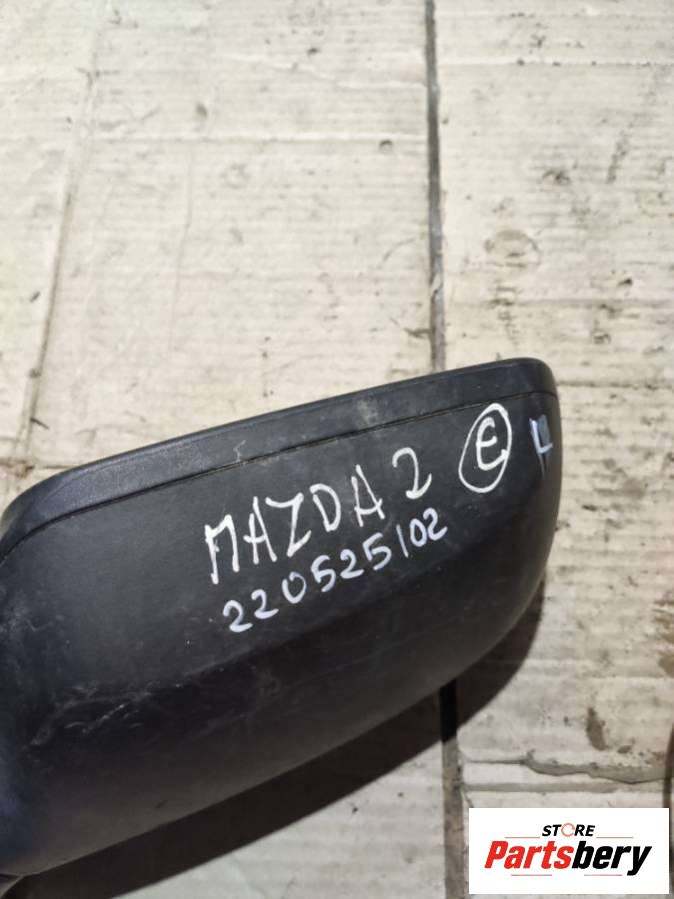 MAZDA 2 e L
220525102
STORE
Partsbery